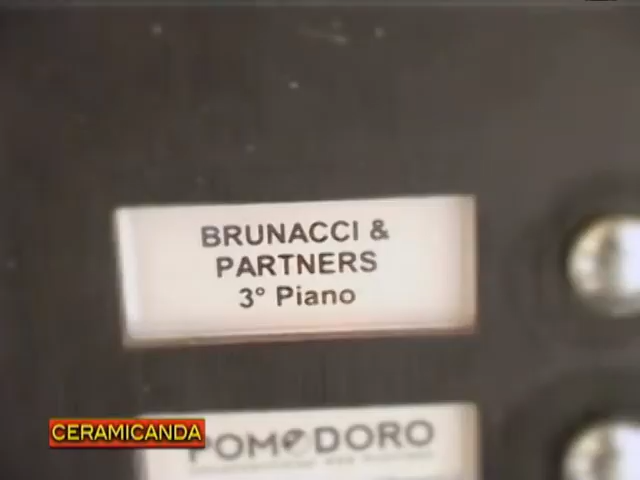 BRUNACCI &
PARTNERS
3° Piano
CERAMICANDA
POMODORO